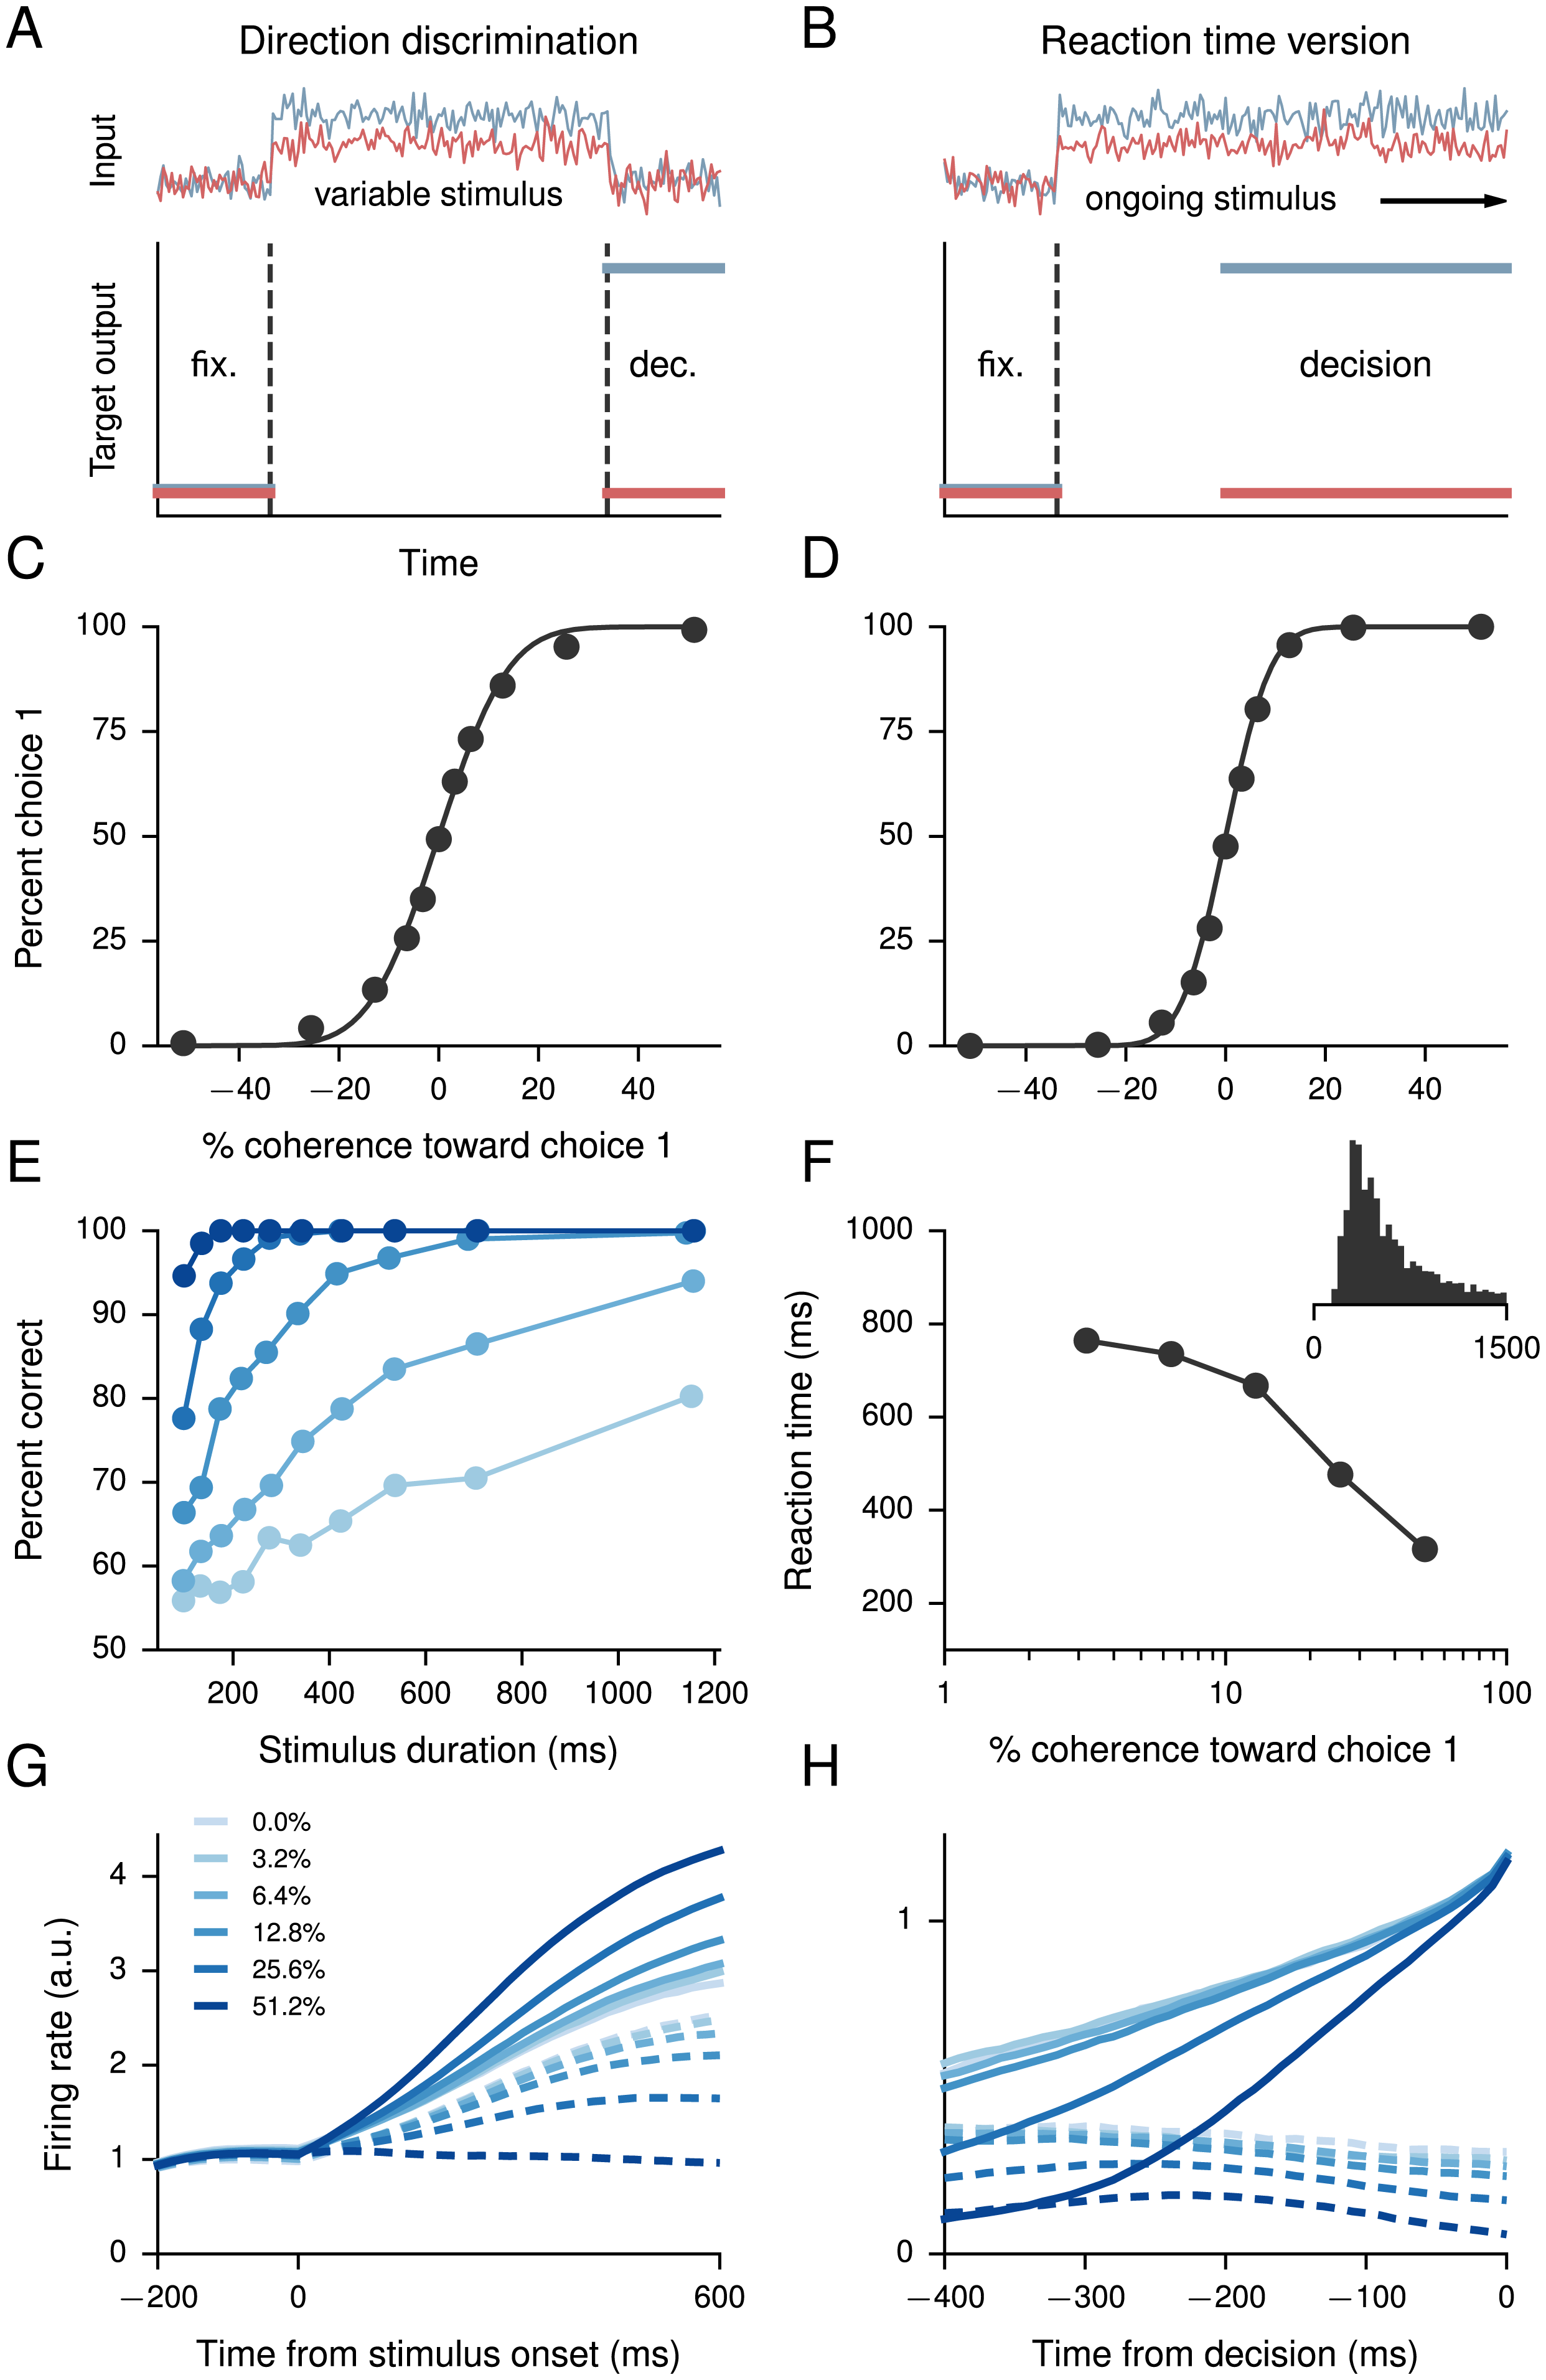 A
Direction discrimination
B
Reaction time version
Input
variable stimulus
ongoing stimulus
Target output
fix.
dec.
fix.
decision
Time
C
D
Percent choice 1
100
75
50
25
0
−40 −20 0 20 40
% coherence toward choice 1
100
75
50
25
0
−40 −20 0 20 40
E
Percent correct
100
90
80
70
60
50
200 400 600 800 1000 1200
Stimulus duration (ms)
F
Reaction time (ms)
1000
800
600
400
200
0 1500
1 10 100
% coherence toward choice 1
G
Firing rate (a.u.)
4
3
2
1
0
0.0%
3.2%
6.4%
12.8%
25.6%
51.2%
−200 0 600
Time from stimulus onset (ms)
H
1
0
−400 −300 −200 −100 0
Time from decision (ms)